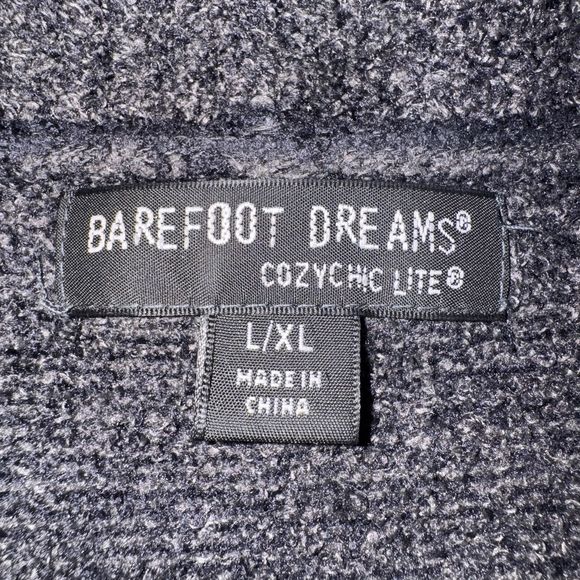 BAREFOOT DREAMS®
COZYCHIC LITE®
L/XL
MADE IN
CHINA